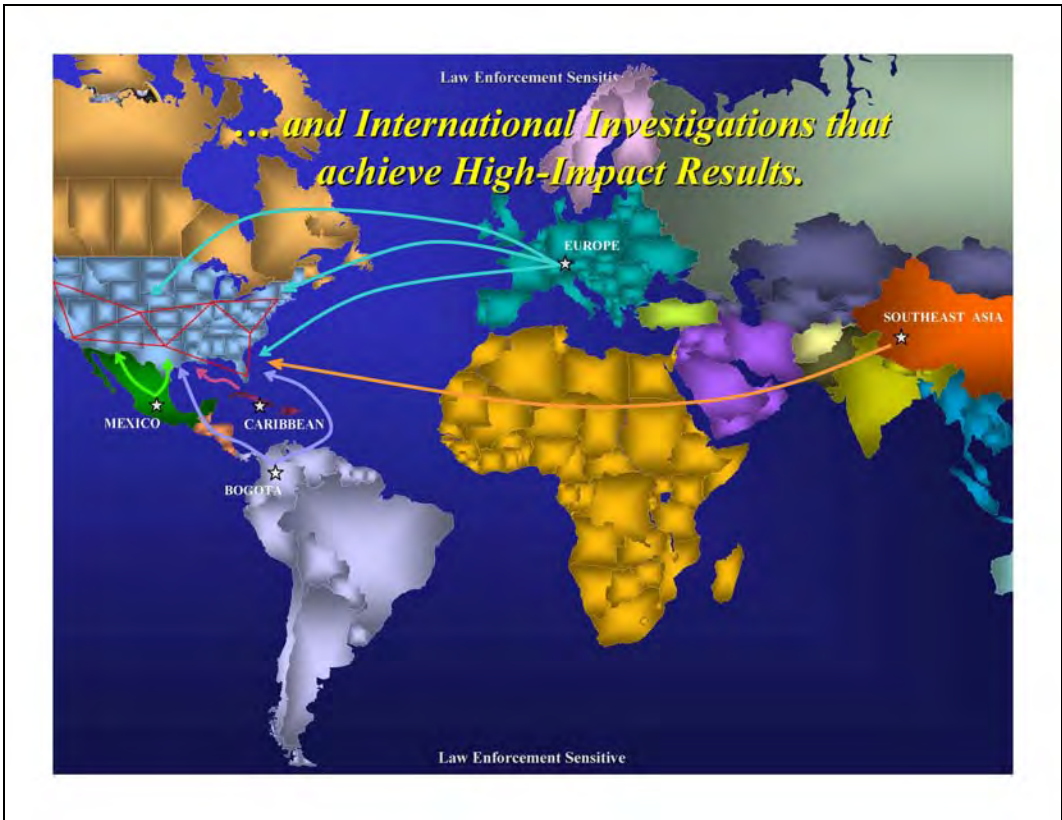 Law Enforcement Sensitiv
... and International Investigations that
achieve High-Impact Results.
EUROPE
SOUTHEAST ASIA
MEXICO
CARIBBEAN
BOGOTA
Law Enforcement Sensitive